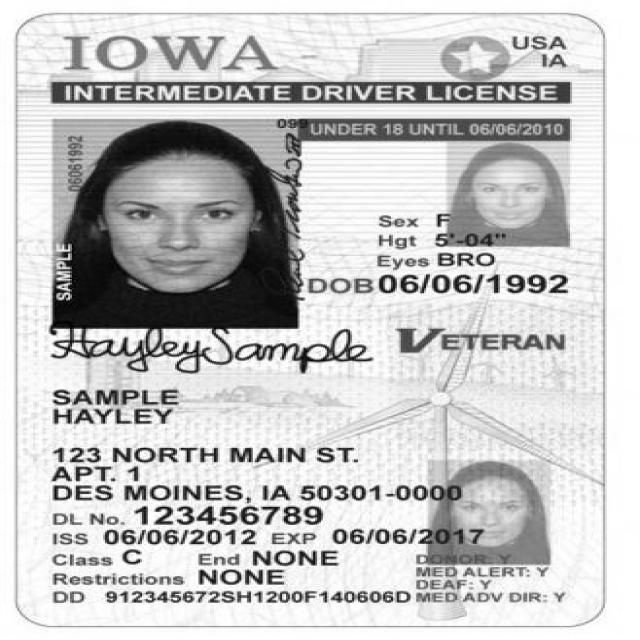 IOWA
USA
IA
INTERMEDIATE DRIVER LICENSE
UNDER 18 UNTIL 06/06/2010
06061992
SAMPLE
Sex F
Hgt 5'-04"
Eyes BRO
DOB 06/06/1992
Hayley Sample
VETERAN
SAMPLE
HAYLEY
123 NORTH MAIN ST.
APT. 1
DES MOINES, IA 50301-0000
DL No. 123456789
ISS 06/06/2012 EXP 06/06/2017
Class C End NONE
DONOR: Y
MED ALERT: Y
Restrictions NONE
DEAF: Y
DD 912345672SH1200F140606D MED ADV DIR: Y